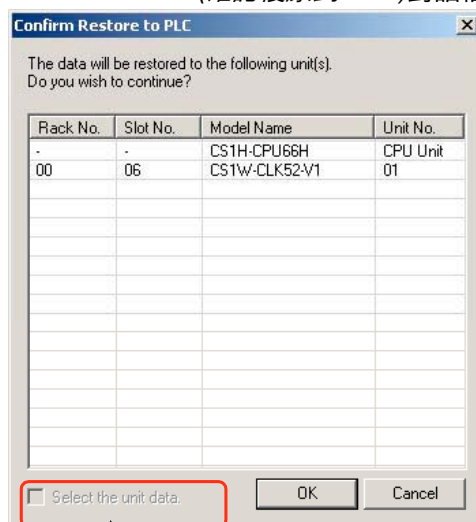 Confirm Restore to PLC
The data will be restored to the following unit(s).
Do you wish to continue?
Rack No. Slot No. Model Name Unit No.
- - CS1H-CPU66H CPU Unit
00 06 CS1W-CLK52-V1 01
Select the unit data.
OK Cancel